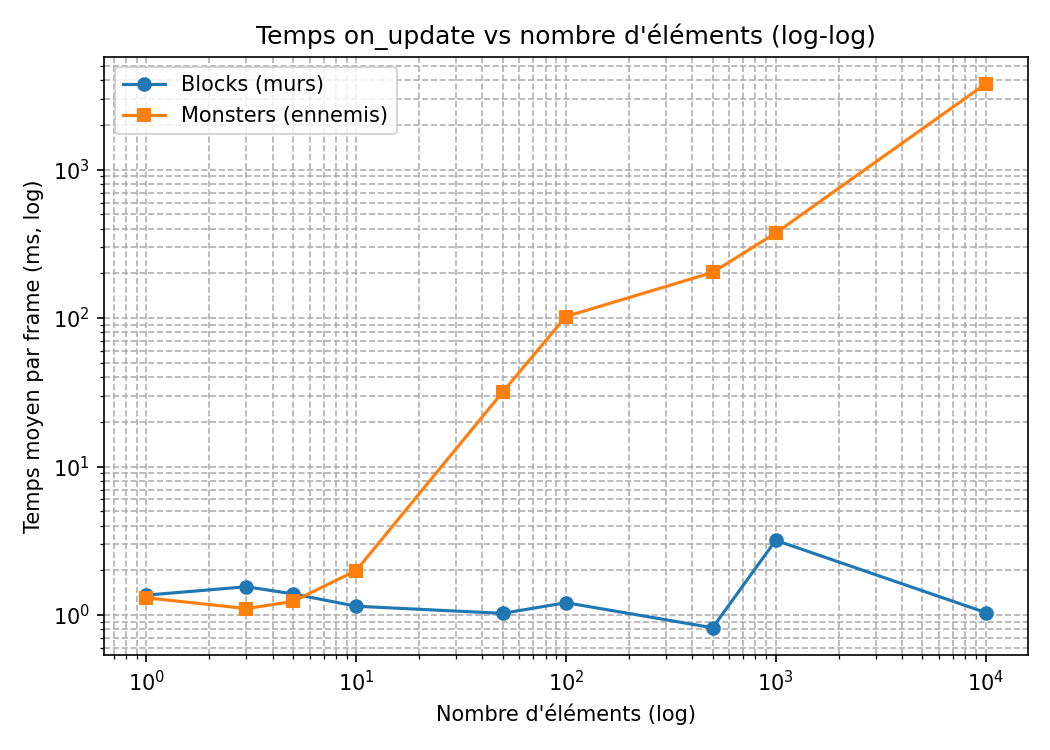 Temps on_update vs nombre d'éléments (log-log)
Blocks (murs)
Monsters (ennemis)
Temps moyen par frame (ms, log)
10³
10²
10¹
10⁰
10⁰ 10¹ 10² 10³ 10⁴
Nombre d'éléments (log)